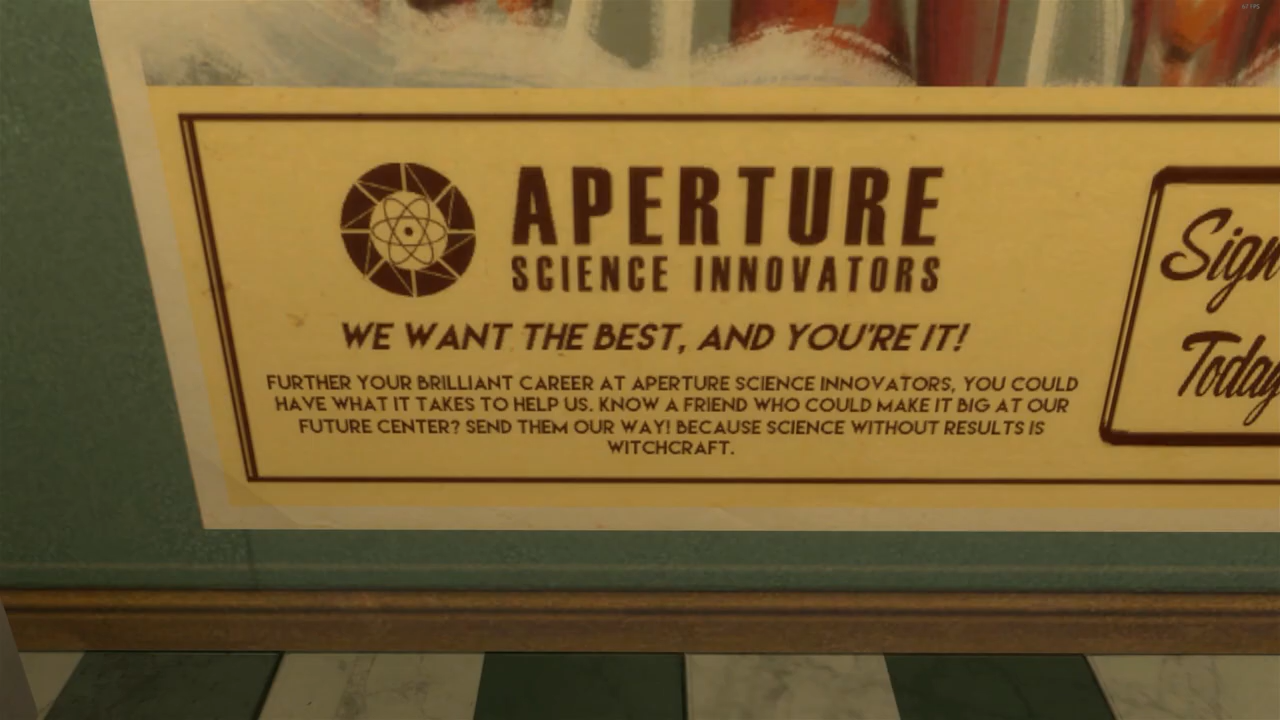 APERTURE
SCIENCE INNOVATORS
WE WANT THE BEST, AND YOU'RE IT!
FURTHER YOUR BRILLIANT CAREER AT APERTURE SCIENCE INNOVATORS, YOU COULD
HAVE WHAT IT TAKES TO HELP US. KNOW A FRIEND WHO COULD MAKE IT BIG AT OUR
FUTURE CENTER? SEND THEM OUR WAY! BECAUSE SCIENCE WITHOUT RESULTS IS
WITCHCRAFT.
Sign
Today